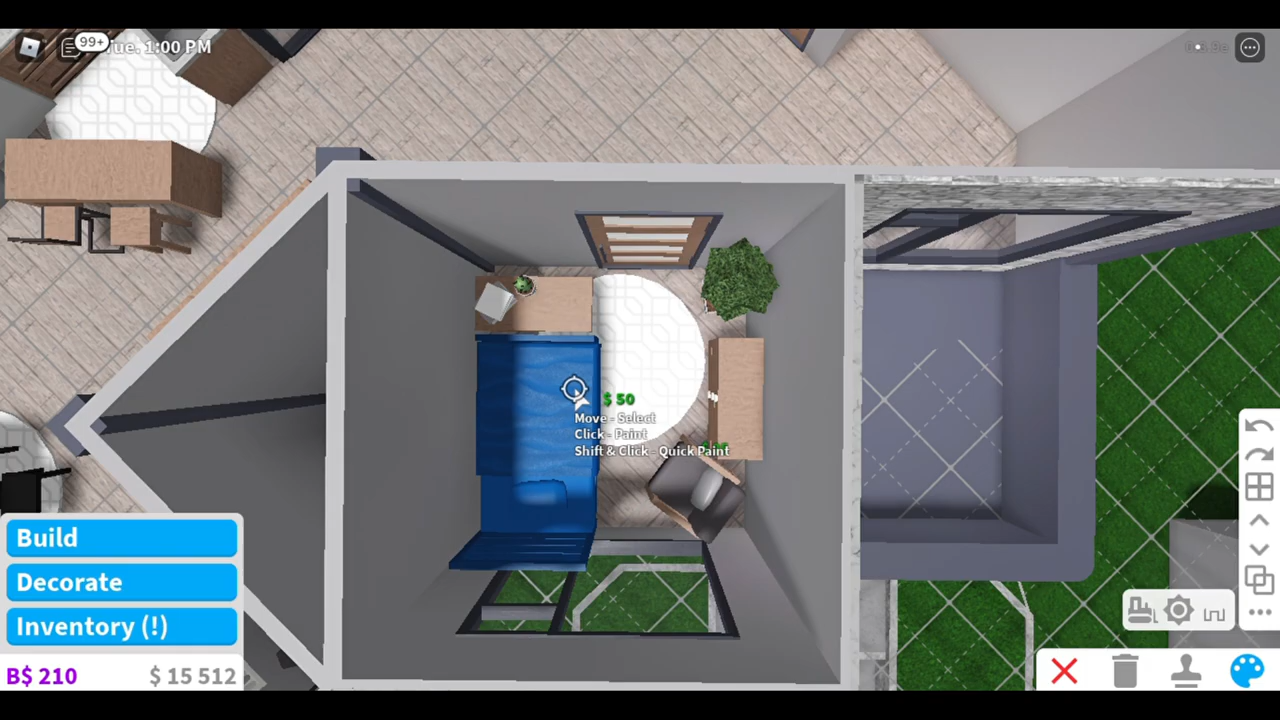 99+
Tue. 1:00 PM
$ 50
Move - Select
Click - Paint
Shift & Click - Quick Paint
Build
Decorate
Inventory (!)
B$ 210
$ 15 512